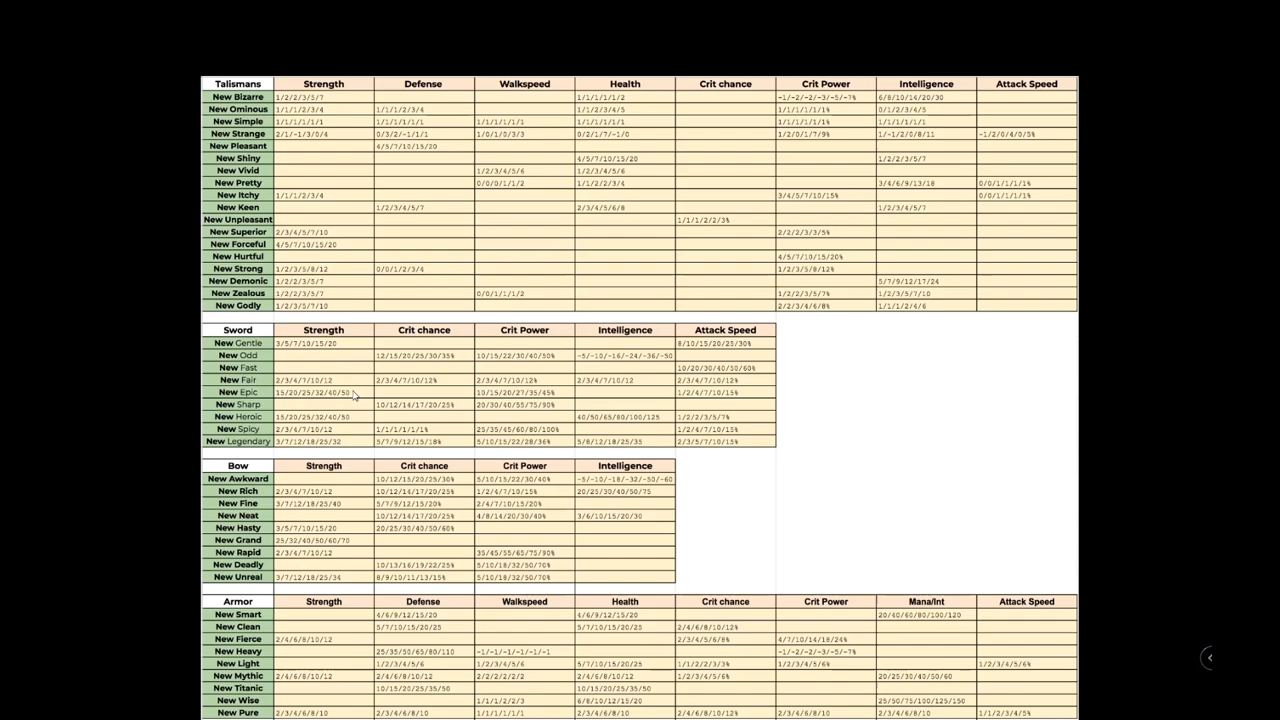 Talismans Strength Defense Walkspeed Health Crit chance Crit Power Intelligence Attack Speed
New Bizarre 1/2/2/3/5/7 1/1/1/1/1/2 -1/-2/-2/-3/-5/-7% 6/8/10/14/20/30
New Ominous 1/1/1/2/3/4 1/1/1/2/3/4 1/1/2/3/4/5 1/1/1/1/1/1% 0/1/2/3/4/5
New Simple 1/1/1/1/1/1 1/1/1/1/1/1 1/1/1/1/1/1 1/1/1/1/1/1 1/1/1/1/1/1% 1/1/1/1/1/1
New Strange 2/1/-1/3/0/4 0/3/2/-1/1/1 1/0/1/0/3/3 0/2/1/7/-1/0 1/2/0/1/7/9% 1/-1/2/0/8/11 -1/2/0/4/0/5%
New Pleasant 4/5/7/10/15/20
New Shiny 4/5/7/10/15/20 1/2/2/3/5/7
New Vivid 1/2/3/4/5/6 1/2/3/4/5/6
New Pretty 0/0/0/1/1/2 1/1/2/2/3/4 3/4/6/9/13/18 0/0/1/1/1/1%
New Itchy 1/1/1/2/3/4 3/4/5/7/10/15% 0/0/1/1/1/1%
New Keen 1/2/3/4/5/7 2/3/4/5/6/8 1/2/2/3/5/7
New Unpleasant 1/1/1/2/2/3%
New Superior 2/3/4/5/7/10 2/2/2/3/3/5%
New Forceful 4/5/7/10/15/20
New Hurtful 4/5/7/10/15/20%
New Strong 1/2/3/5/8/12 0/0/1/2/3/4 1/2/3/5/8/12%
New Demonic 1/2/2/3/5/7 5/7/9/12/17/24
New Zealous 1/2/2/3/5/7 0/0/1/1/1/2 1/2/2/3/5/7% 1/2/3/5/7/10
New Godly 1/2/2/3/5/7/10 2/2/3/4/6/8% 1/1/1/2/4/6
Sword Strength Crit chance Crit Power Intelligence Attack Speed
New Gentle 3/5/7/10/15/20 8/10/15/20/25/30%
New Odd 12/15/20/25/30/35% 10/15/22/30/40/50% -5/-10/-16/-24/-36/-50
New Fast 10/20/30/40/50/60%
New Fair 2/3/4/7/10/12 2/3/4/7/10/12% 2/3/4/7/10/12% 2/3/4/7/10/12 2/3/4/7/10/12%
New Epic 15/20/25/32/40/50 10/15/20/27/35/45% 1/2/4/7/10/15%
New Sharp 10/12/14/17/20/25% 20/30/40/55/75/90%
New Heroic 15/20/25/32/40/50 40/50/65/80/100/125 1/2/2/3/5/7%
New Spicy 2/3/4/7/10/12 1/1/1/1/1/1% 25/35/45/60/80/100% 1/2/4/7/10/15%
New Legendary 3/7/12/18/25/32 5/7/9/12/15/18% 5/10/15/22/28/36% 5/8/12/18/25/35 2/3/5/7/10/15%
Bow Strength Crit chance Crit Power Intelligence
New Awkward 10/12/15/20/25/30% 5/10/15/22/30/40% -5/-10/-18/-32/-50/-60
New Rich 2/3/4/7/10/12 10/12/14/17/20/25% 1/2/4/7/10/15% 20/25/30/40/50/75
New Fine 3/7/12/18/25/40 5/7/9/12/15/20% 2/4/7/10/15/20%
New Neat 10/12/14/17/20/25% 4/8/14/20/30/40% 3/6/10/15/20/30
New Hasty 3/5/7/10/15/20 20/25/30/40/50/60%
New Grand 25/32/40/50/60/70
New Rapid 2/3/4/7/10/12 35/45/55/65/75/90%
New Deadly 10/13/16/19/22/25% 5/10/18/32/50/70%
New Unreal 3/7/12/18/25/34 8/9/10/11/13/15% 5/10/18/32/50/70%
Armor Strength Defense Walkspeed Health Crit chance Crit Power Mana/Int Attack Speed
New Smart 4/6/9/12/15/20 4/6/9/12/15/20 20/40/60/80/100/120
New Clean 5/7/10/15/20/25 5/7/10/15/20/25 2/4/6/8/10/12%
New Fierce 2/4/6/8/10/12 2/3/4/5/6/8% 4/7/10/14/18/24%
New Heavy 25/35/50/65/80/110 -1/-1/-1/-1/-1/-1 -1/-2/-2/-3/-5/-7%
New Light 1/2/3/4/5/6 1/2/3/4/5/6 5/7/10/15/20/25 1/1/2/2/3/3% 1/2/3/4/5/6% 1/2/3/4/5/6%
New Mythic 2/4/6/8/10/12 2/4/6/8/10/12 2/2/2/2/2/2 2/4/6/8/10/12 1/2/3/4/5/6% 20/25/30/40/50/60
New Titanic 10/15/20/25/35/50 10/15/20/25/35/50
New Wise 1/1/1/2/2/3 6/8/10/12/15/20 25/50/75/100/125/150
New Pure 2/3/4/6/8/10 2/3/4/6/8/10 1/1/1/1/1/1 2/3/4/6/8/10 2/4/6/8/10/12% 2/3/4/6/8/10% 2/3/4/6/8/10 1/1/2/3/4/5%